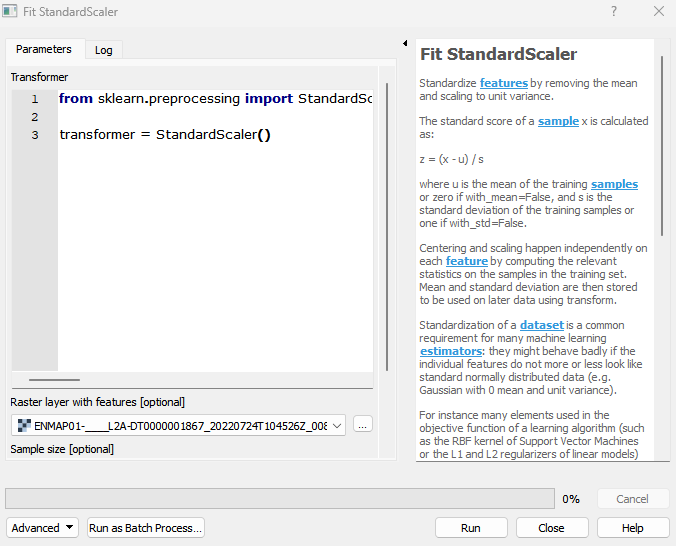 Fit StandardScaler
Parameters
Log
Transformer
1 from sklearn.preprocessing import StandardSc
2
3 transformer = StandardScaler()
Raster layer with features [optional]
ENMAP01-____L2A-DT0000001867_20220724T104526Z_008
...
Sample size [optional]
Fit StandardScaler
Standardize features by removing the mean
and scaling to unit variance.
The standard score of a sample x is calculated
as:
z = (x - u) / s
where u is the mean of the training samples
or zero if with_mean=False, and s is the
standard deviation of the training samples or
one if with_std=False.
Centering and scaling happen independently on
each feature by computing the relevant
statistics on the samples in the training set.
Mean and standard deviation are then stored
to be used on later data using transform.
Standardization of a dataset is a common
requirement for many machine learning
estimators: they might behave badly if the
individual features do not more or less look like
standard normally distributed data (e.g.
Gaussian with 0 mean and unit variance).
For instance many elements used in the
objective function of a learning algorithm (such
as the RBF kernel of Support Vector Machines
or the L1 and L2 regularizers of linear models)
0%
Cancel
Advanced
Run as Batch Process...
Run
Close
Help